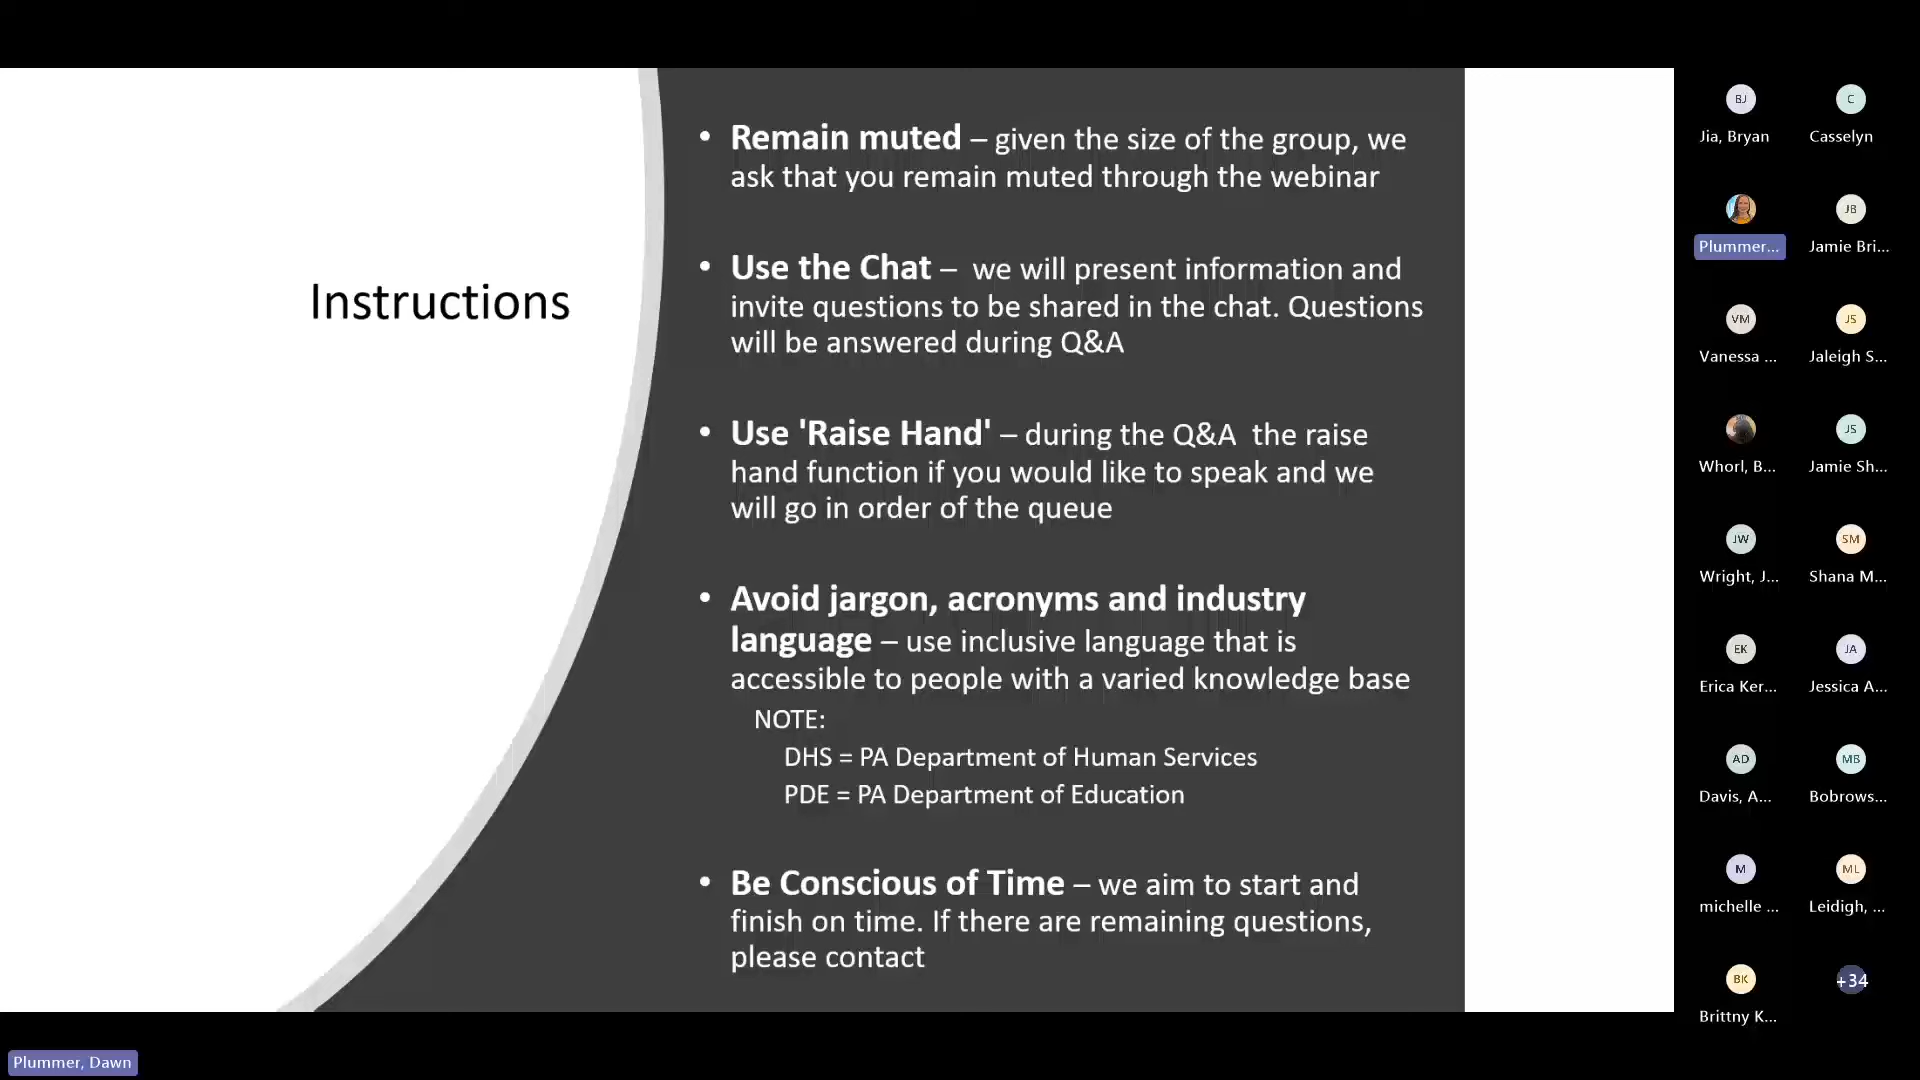 Instructions
• Remain muted – given the size of the group, we
ask that you remain muted through the webinar
• Use the Chat – we will present information and
invite questions to be shared in the chat. Questions
will be answered during Q&A
• Use 'Raise Hand' – during the Q&A the raise
hand function if you would like to speak and we
will go in order of the queue
• Avoid jargon, acronyms and industry
language – use inclusive language that is
accessible to people with a varied knowledge base
NOTE:
DHS = PA Department of Human Services
PDE = PA Department of Education
• Be Conscious of Time – we aim to start and
finish on time. If there are remaining questions,
please contact
BJ
Jia, Bryan
C
Casselyn
Plummer...
JB
Jamie Bri...
VM
Vanessa ...
JS
Jaleigh S...
Whorl, B...
JS
Jamie Sh...
JW
Wright, J...
SM
Shana M...
EK
Erica Ker...
JA
Jessica A...
AD
Davis, A...
MB
Bobrows...
M
michelle ...
ML
Leidigh, ...
BK
Brittny K...
+34
Plummer, Dawn